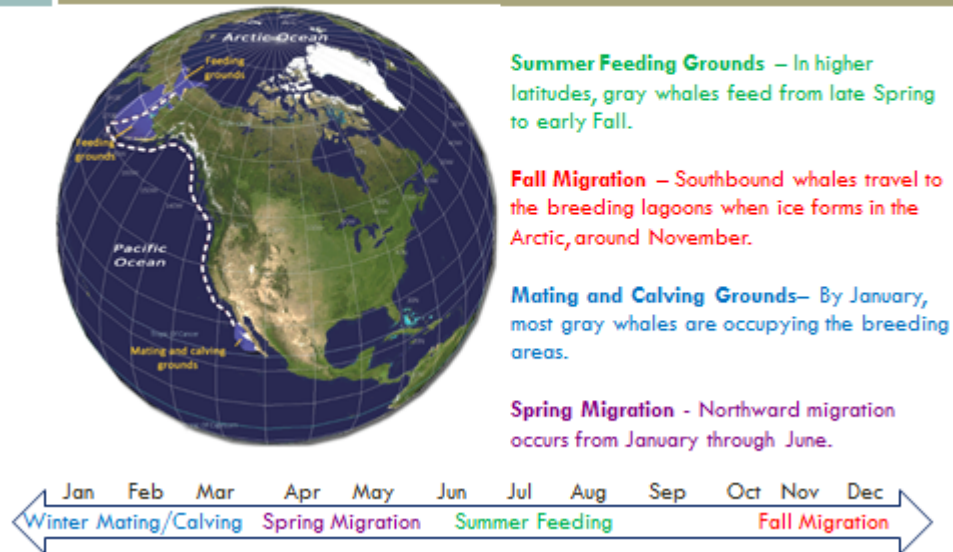 Arctic Ocean
Feeding
grounds
Feeding
grounds
Pacific
Ocean
Mating and calving
grounds
Summer Feeding Grounds – In higher
latitudes, gray whales feed from late Spring
to early Fall.
Fall Migration – Southbound whales travel to
the breeding lagoons when ice forms in the
Arctic, around November.
Mating and Calving Grounds– By January,
most gray whales are occupying the breeding
areas.
Spring Migration - Northward migration
occurs from January through June.
Jan Feb Mar Apr May Jun Jul Aug Sep Oct Nov Dec
Winter Mating/Calving Spring Migration Summer Feeding Fall Migration